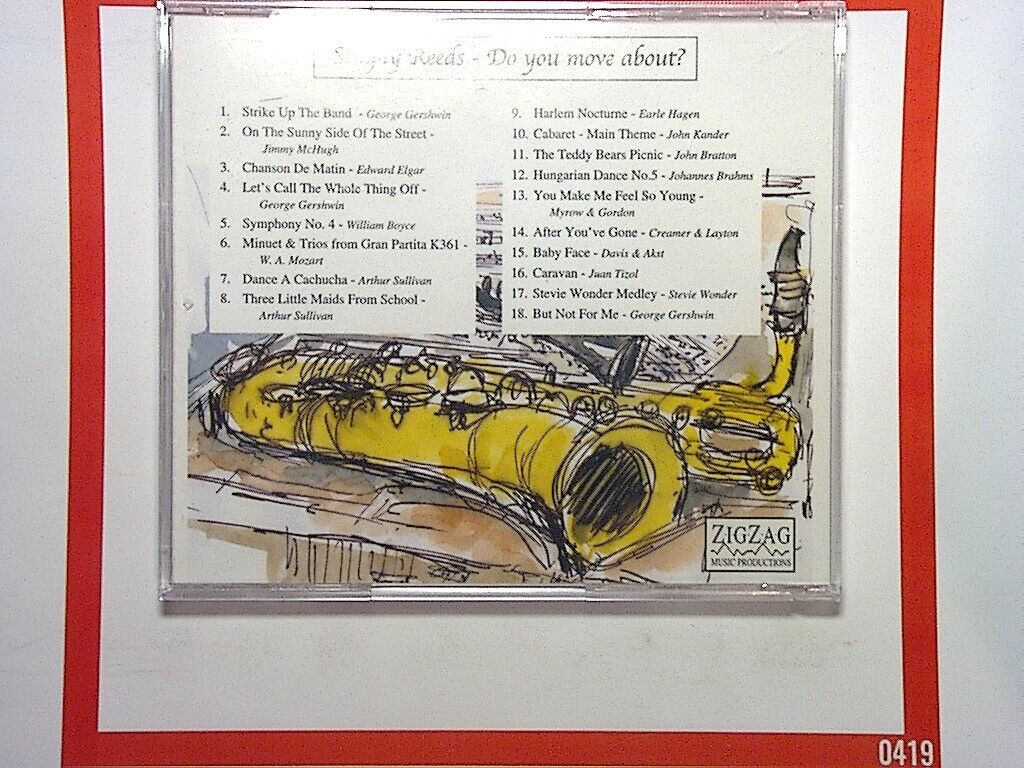 Reeds - Do you move about?
1. Strike Up The Band - George Gershwin
2. On The Sunny Side Of The Street -
Jimmy McHugh
3. Chanson De Matin - Edward Elgar
4. Let's Call The Whole Thing Off -
George Gershwin
5. Symphony No. 4 - William Boyce
6. Minuet & Trios from Gran Partita K361 -
W. A. Mozart
7. Dance A Cachucha - Arthur Sullivan
8. Three Little Maids From School -
Arthur Sullivan
9. Harlem Nocturne - Earle Hagen
10. Cabaret - Main Theme - John Kander
11. The Teddy Bears Picnic - John Bratton
12. Hungarian Dance No.5 - Johannes Brahms
13. You Make Me Feel So Young -
Myrow & Gordon
14. After You've Gone - Creamer & Layton
15. Baby Face - Davis & Akst
16. Caravan - Juan Tizol
17. Stevie Wonder Medley - Stevie Wonder
18. But Not For Me - George Gershwin
ZIGZAG
MUSIC PRODUCTIONS
0419